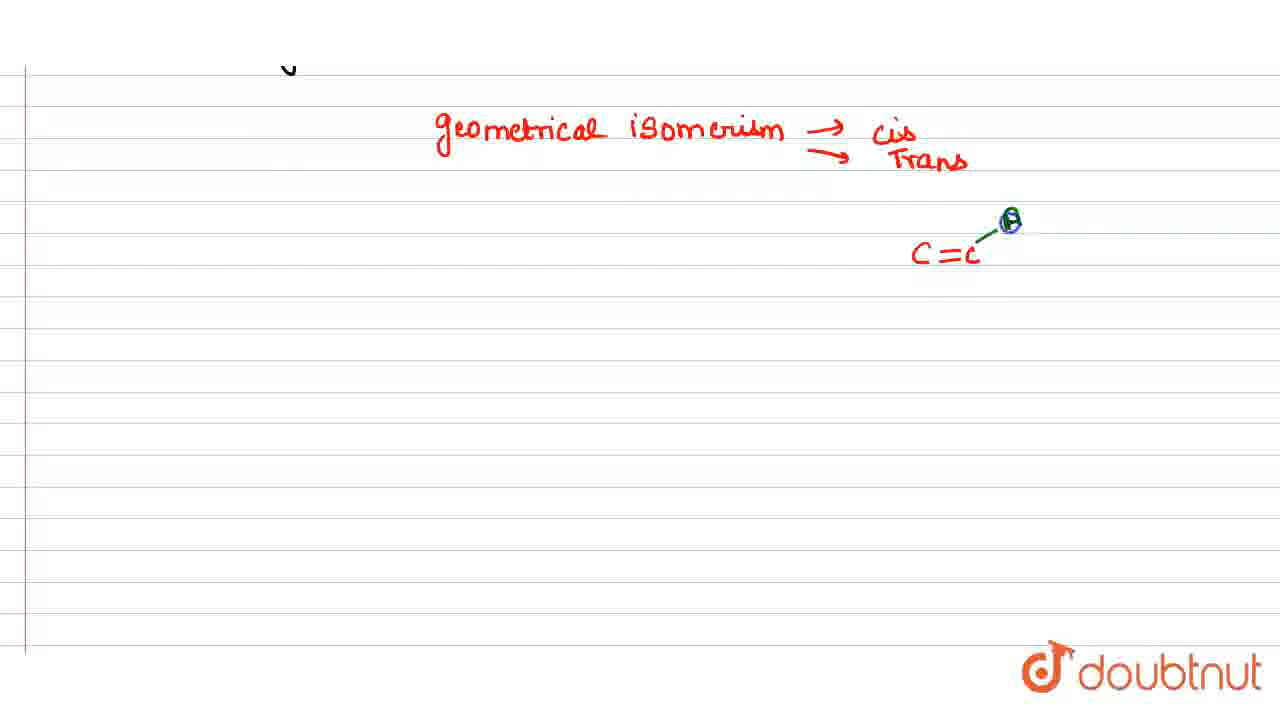 geometrical isomerism → cis
→ Trans
C=C
doubtnut